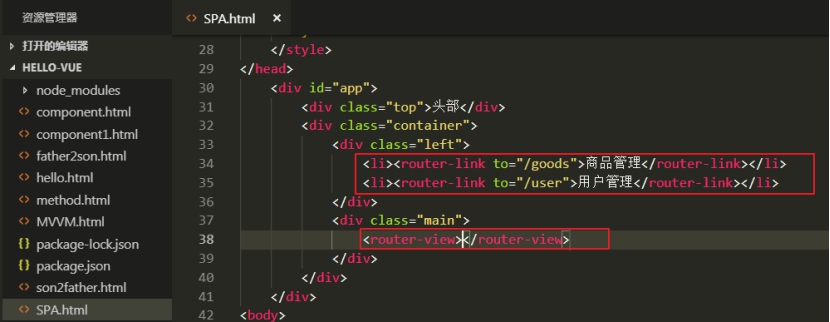 资源管理器
打开的编辑器
HELLO-VUE
node_modules
component.html
component1.html
father2son.html
hello.html
method.html
MVVM.html
package-lock.json
package.json
son2father.html
SPA.html
SPA.html ×
28 </style>
29 </head>
30 <div id="app">
31 <div class="top">头部</div>
32 <div class="container">
33 <div class="left">
34 <li><router-link to="/goods">商品管理</router-link></li>
35 <li><router-link to="/user">用户管理</router-link></li>
36 </div>
37 <div class="main">
38 <router-view></router-view>
39 </div>
40 </div>
41 </div>
42 <body>